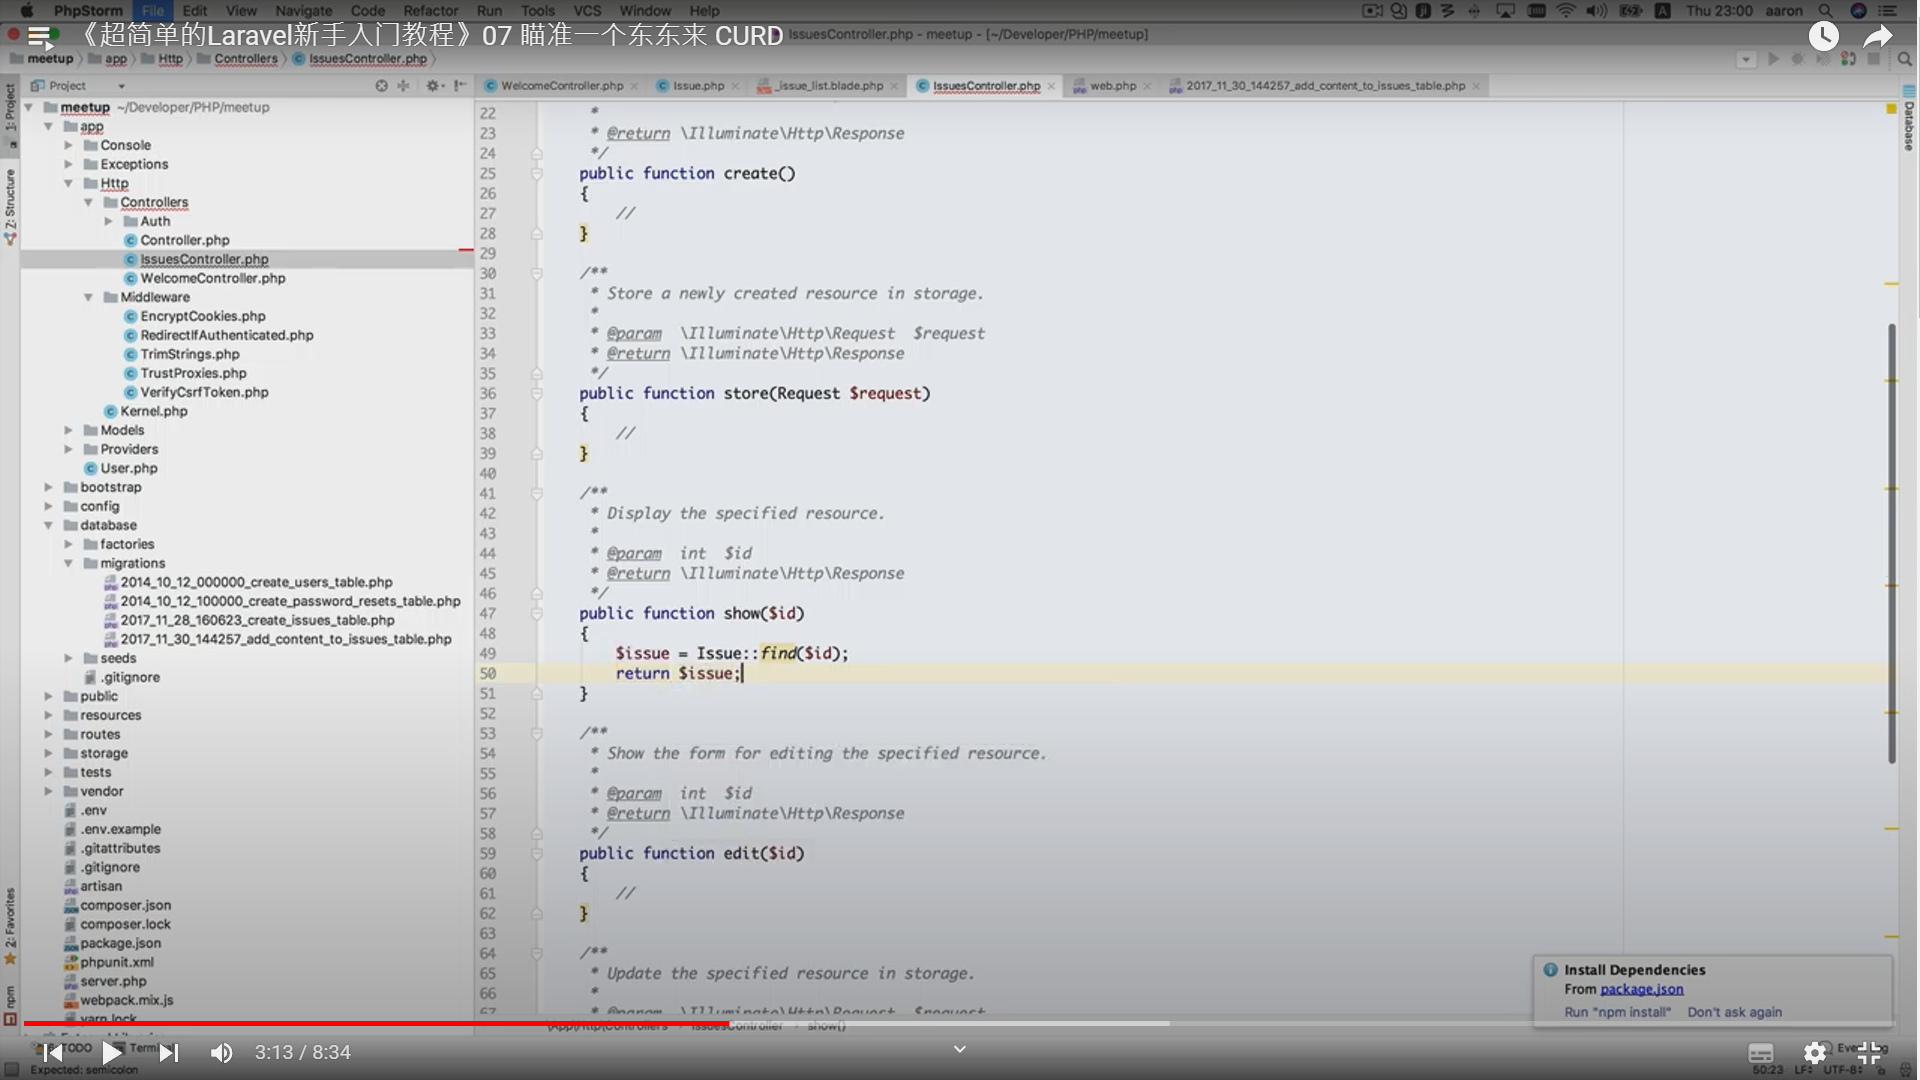 PhpStorm File Edit View Navigate Code Refactor Run Tools VCS Window Help Thu 23:00 aaron
《超简单的Laravel新手入门教程》07 瞄准一个东东来 CURD
IssuesController.php - meetup - [~/Developer/PHP/meetup]
meetup app Http Controllers IssuesController.php
Project
WelcomeController.php Issue.php _issue_list.blade.php IssuesController.php web.php 2017_11_30_144257_add_content_to_issues_table.php
1: Project
Z: Structure
2: Favorites
npm
Database
meetup ~/Developer/PHP/meetup
app
Console
Exceptions
Http
Controllers
Auth
Controller.php
IssuesController.php
WelcomeController.php
Middleware
EncryptCookies.php
RedirectIfAuthenticated.php
TrimStrings.php
TrustProxies.php
VerifyCsrfToken.php
Kernel.php
Models
Providers
User.php
bootstrap
config
database
factories
migrations
2014_10_12_000000_create_users_table.php
2014_10_12_100000_create_password_resets_table.php
2017_11_28_160623_create_issues_table.php
2017_11_30_144257_add_content_to_issues_table.php
seeds
.gitignore
public
resources
routes
storage
tests
vendor
.env
.env.example
.gitattributes
.gitignore
artisan
composer.json
composer.lock
package.json
phpunit.xml
server.php
webpack.mix.js
yarn.lock
22 *
23 * @return \Illuminate\Http\Response
24 */
25 public function create()
26 {
27 //
28 }
29
30 /**
31 * Store a newly created resource in storage.
32 *
33 * @param \Illuminate\Http\Request $request
34 * @return \Illuminate\Http\Response
35 */
36 public function store(Request $request)
37 {
38 //
39 }
40
41 /**
42 * Display the specified resource.
43 *
44 * @param int $id
45 * @return \Illuminate\Http\Response
46 */
47 public function show($id)
48 {
49 $issue = Issue::find($id);
50 return $issue;
51 }
52
53 /**
54 * Show the form for editing the specified resource.
55 *
56 * @param int $id
57 * @return \Illuminate\Http\Response
58 */
59 public function edit($id)
60 {
61 //
62 }
63
64 /**
65 * Update the specified resource in storage.
66 *
67 * @param \Illuminate\Http\Request $request
\App\Http\Controllers IssuesController show()
Install Dependencies
From package.json
Run "npm install" Don't ask again
TODO
3:13 / 8:34
Expected: semicolon
50:23 LF: UTF-8: